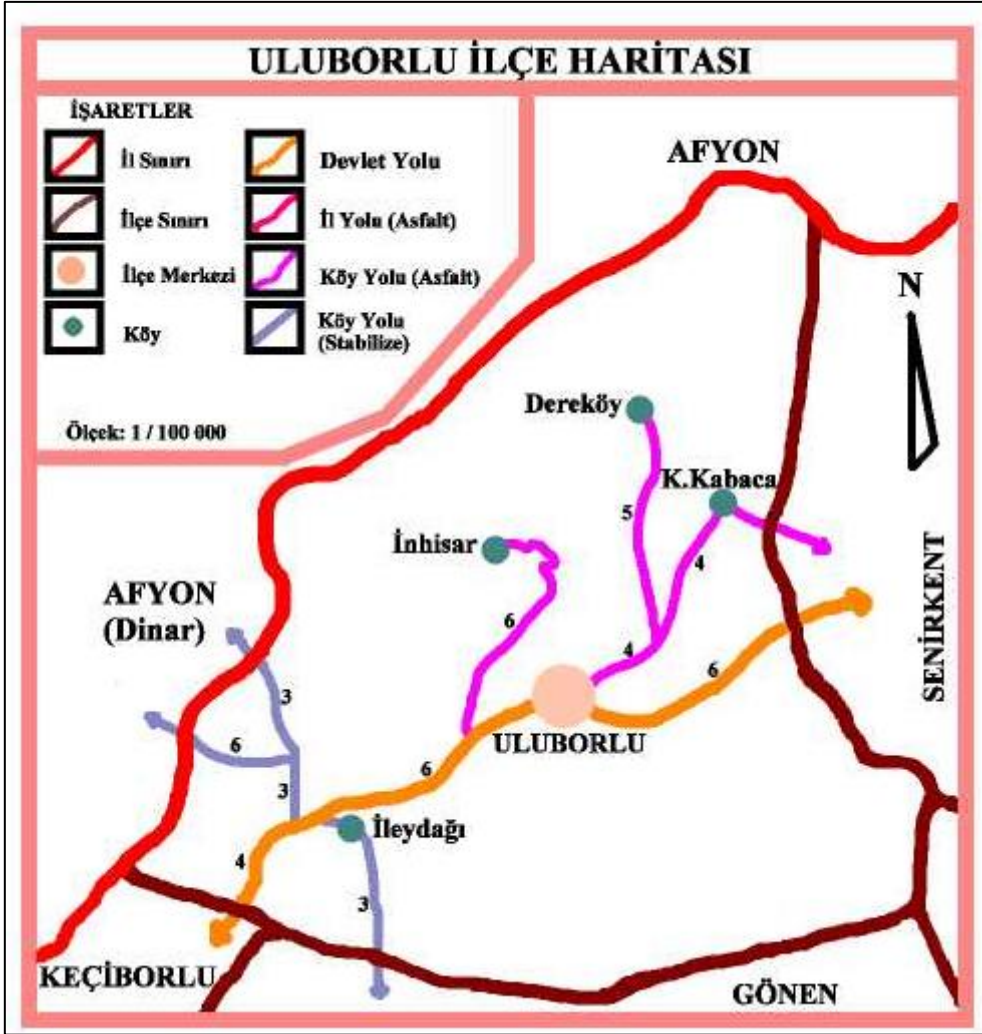 ULUBORLU İLÇE HARİTASI
İŞARETLER
İl Sınırı
Devlet Yolu
İlçe Sınırı
İl Yolu (Asfalt)
İlçe Merkezi
Köy Yolu (Asfalt)
Köy
Köy Yolu
(Stabilize)
Ölçek: 1 / 100 000
AFYON
N
Dereköy
K.Kabaca
5
İnhisar
4
SENİRKENT
AFYON
(Dinar)
6
4
6
3
6
ULUBORLU
6
3
İleydağı
4
3
KEÇİBORLU
GÖNEN